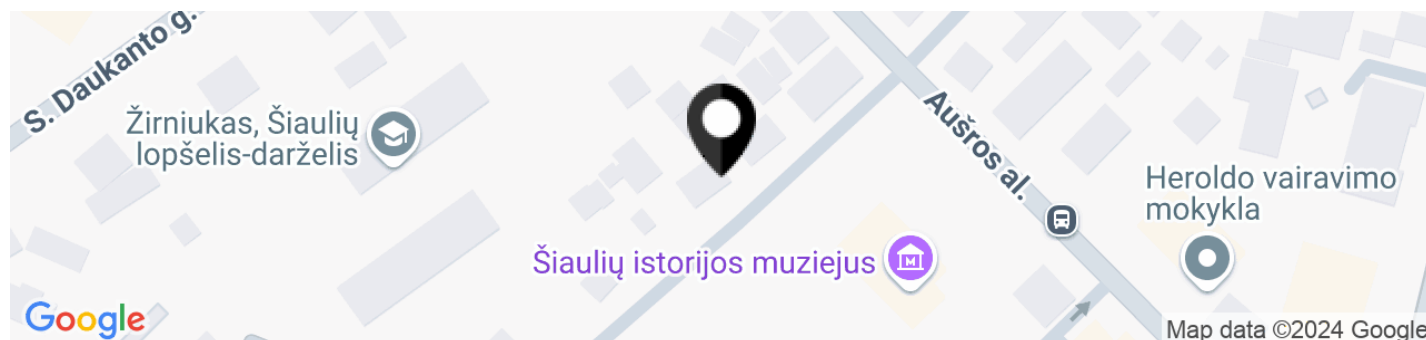 S. Daukanto g.
Žirniukas, Šiaulių
lopšelis-darželis
Aušros al.
Heroldo vairavimo
mokykla
Šiaulių istorijos muziejus
M
Google
Map data ©2024 Google